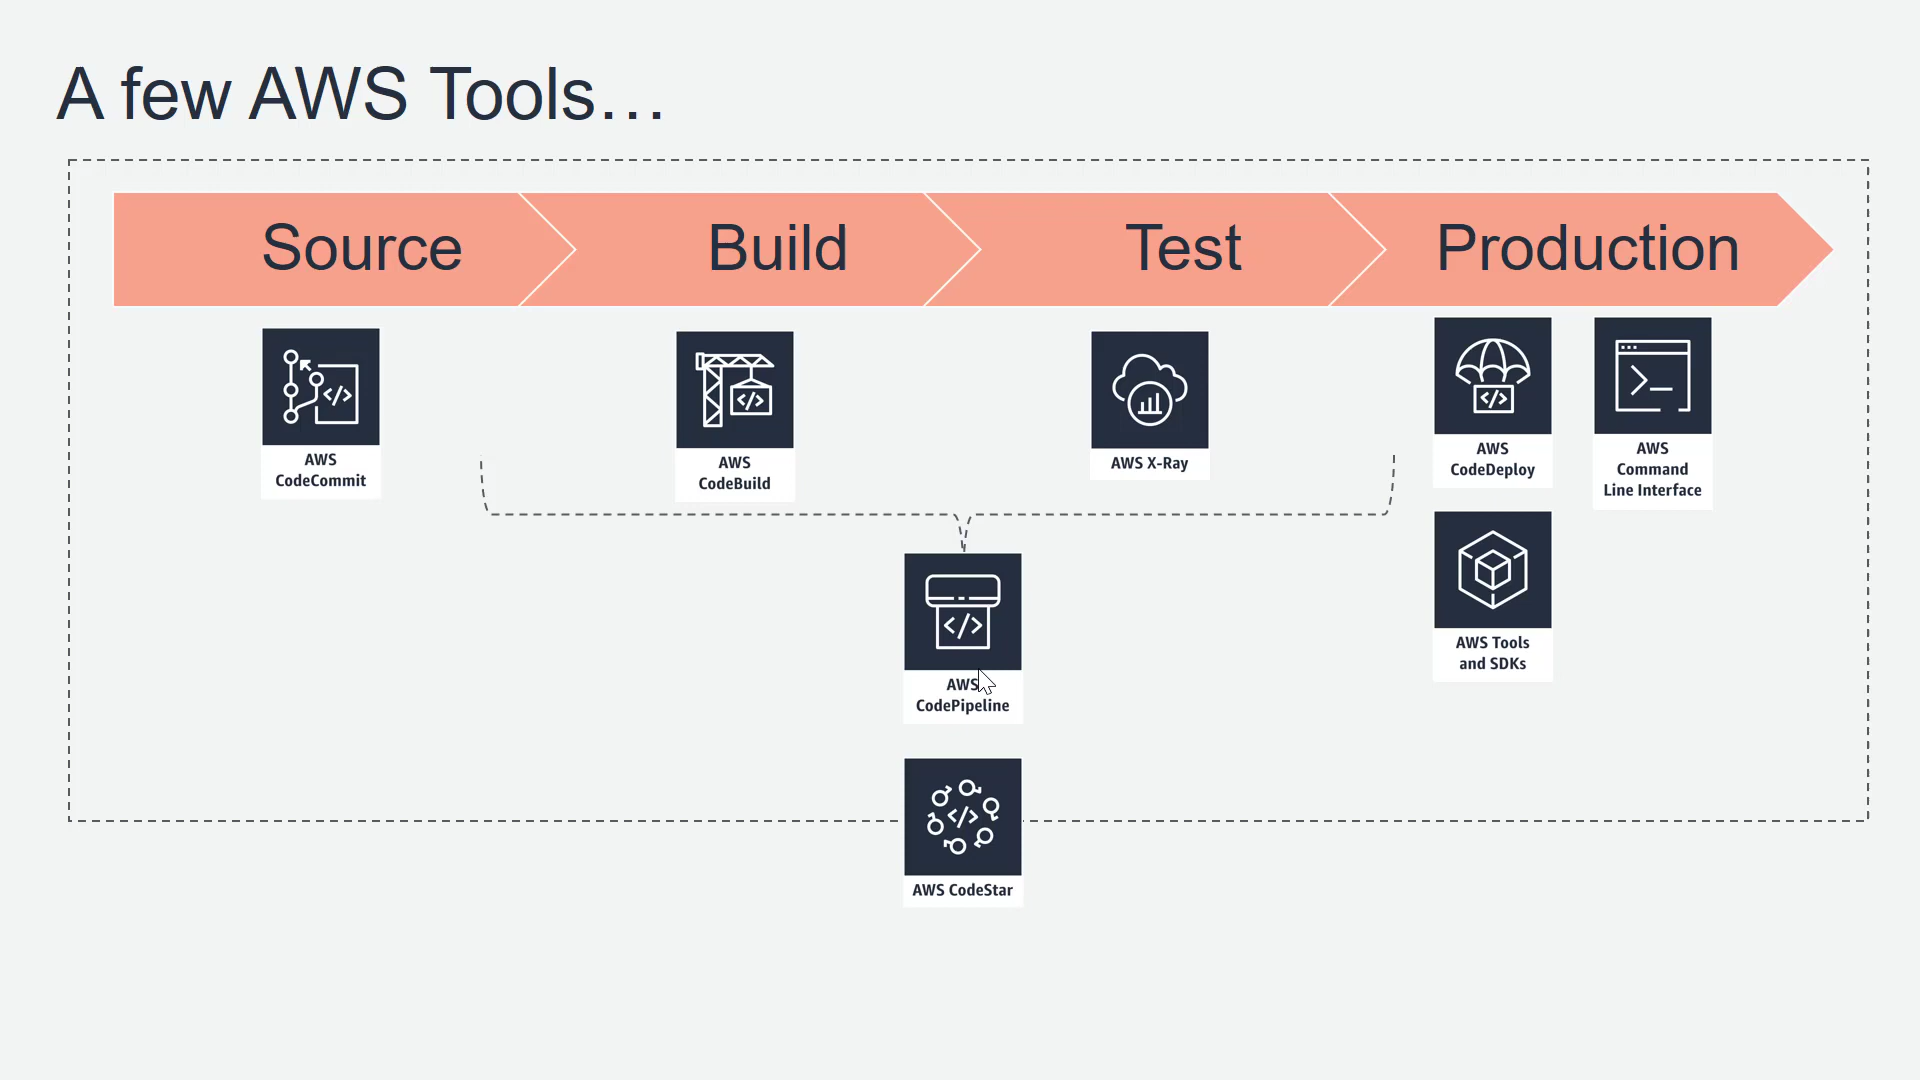 A few AWS Tools…
Source
Build
Test
Production
AWS
CodeCommit
AWS
CodeBuild
AWS X-Ray
AWS
CodeDeploy
AWS
Command
Line Interface
AWS Tools
and SDKs
AWS
CodePipeline
AWS CodeStar